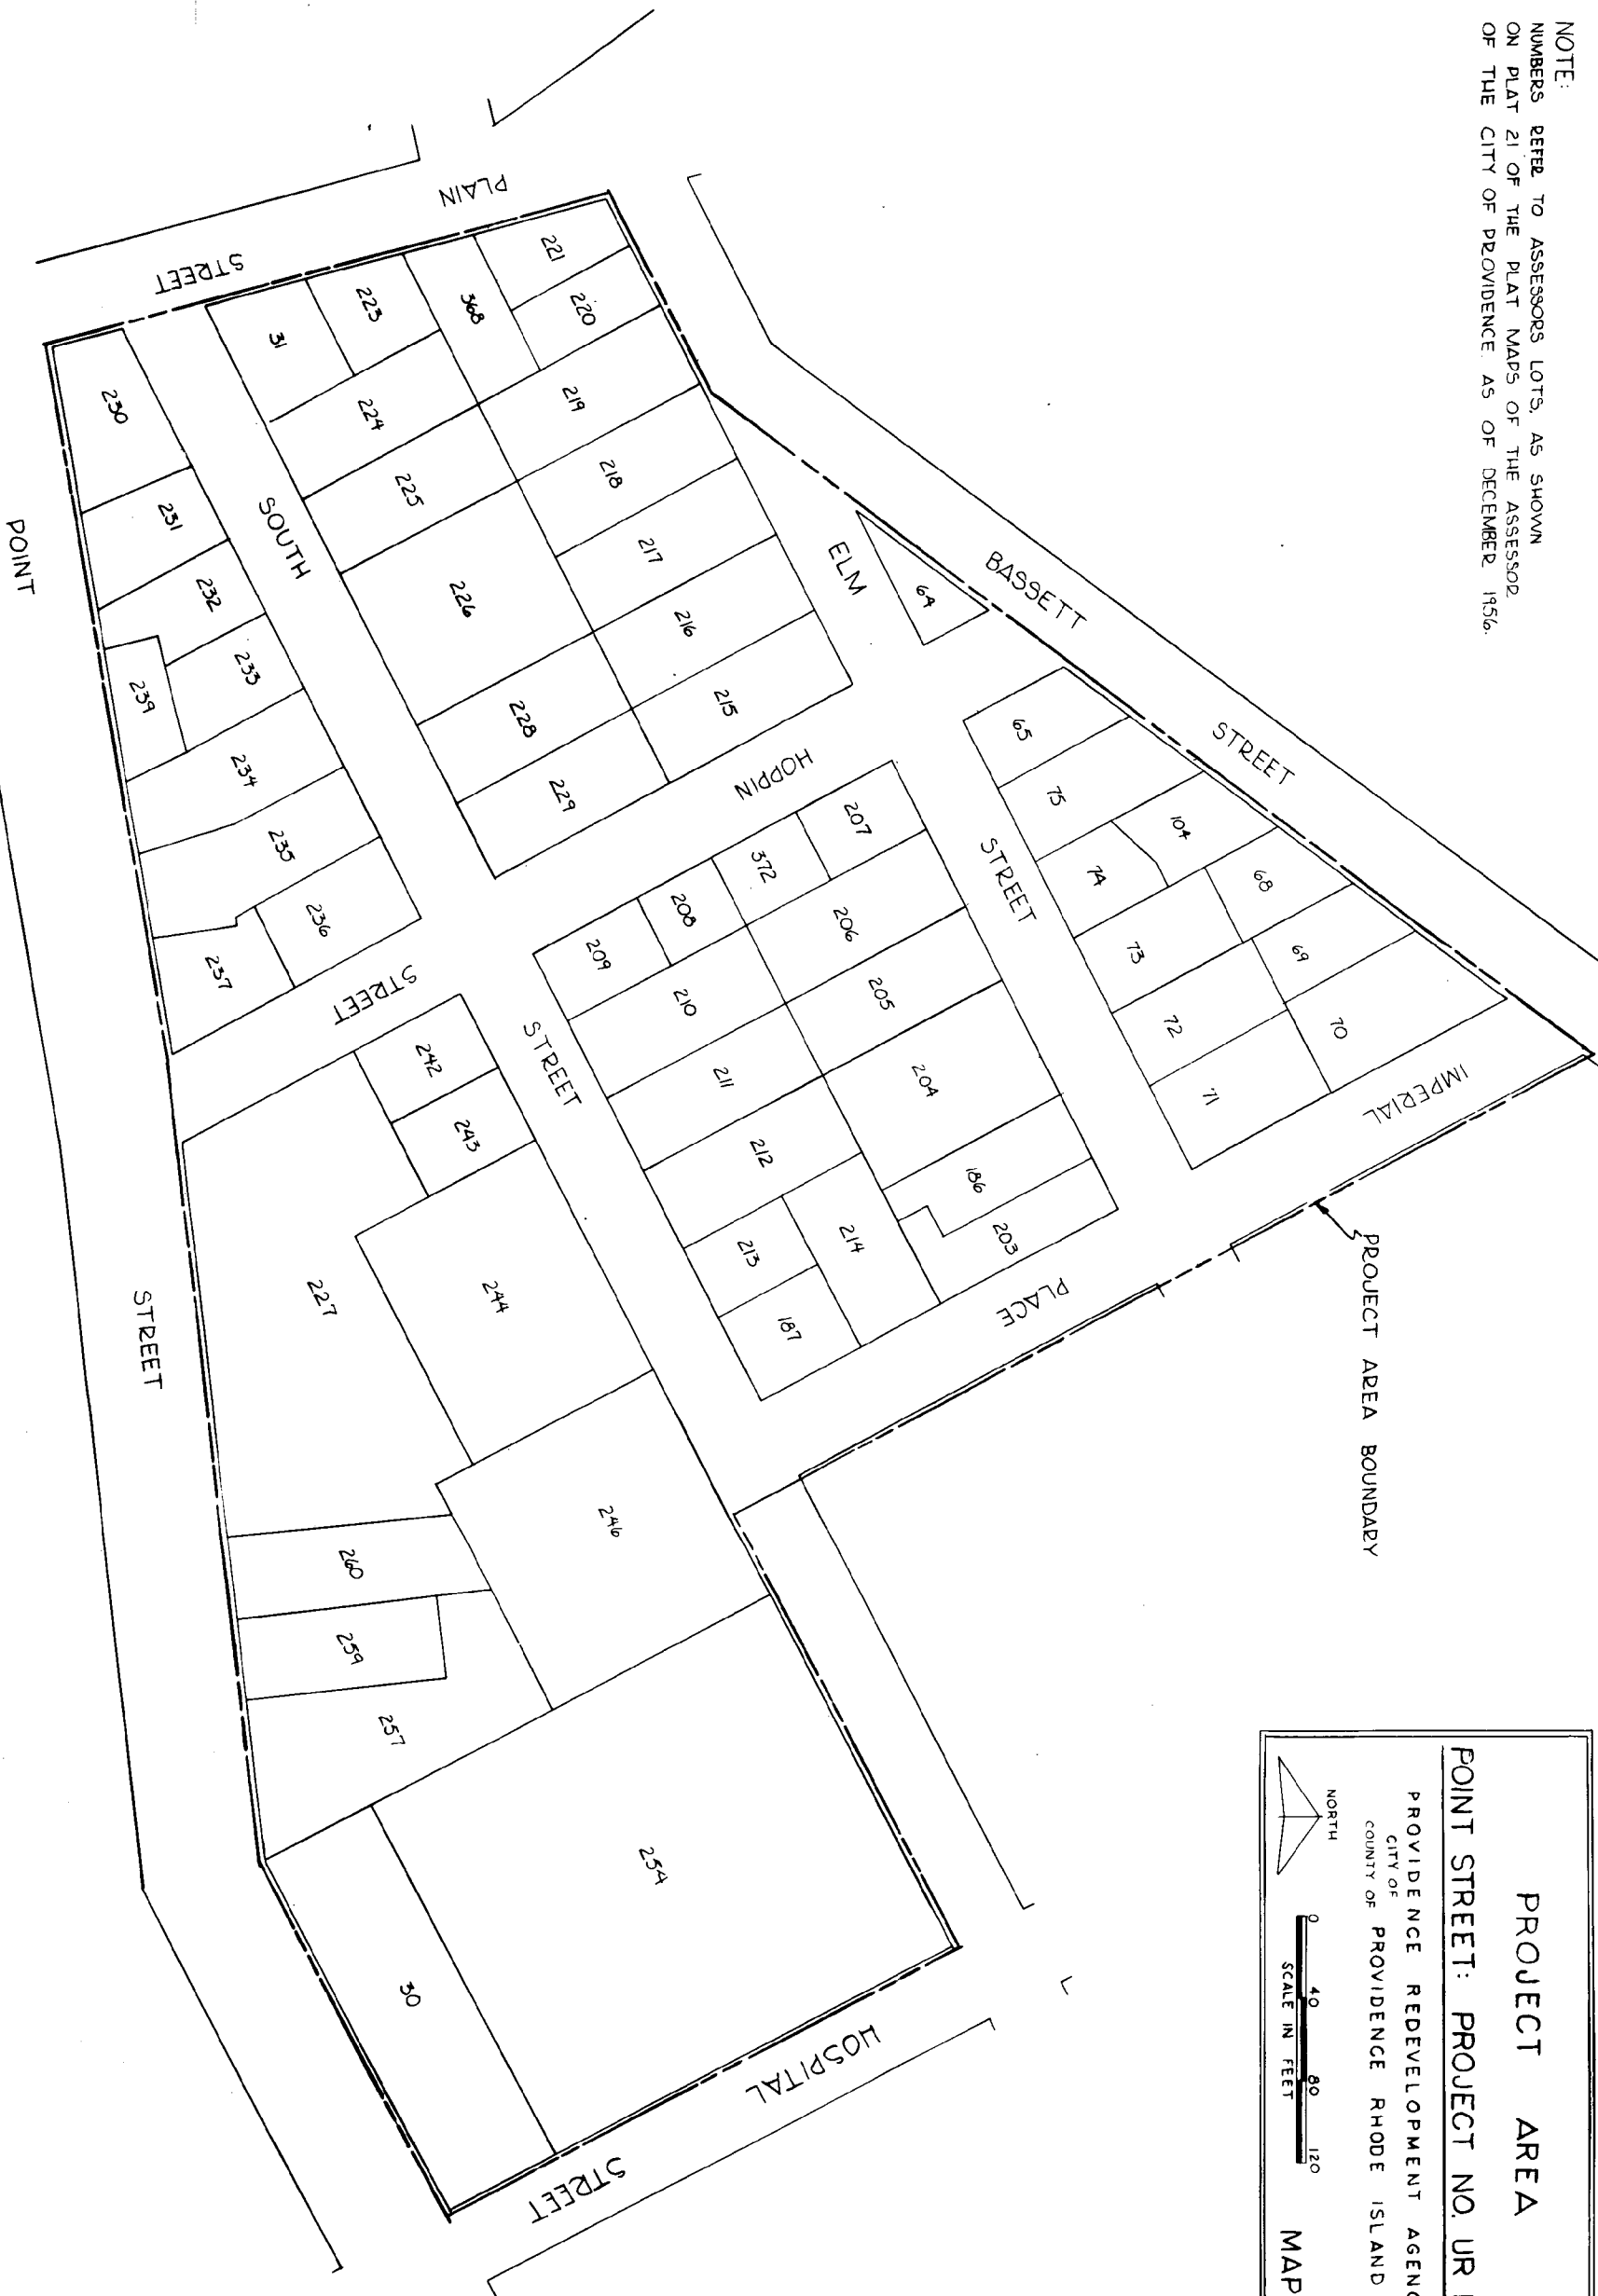 NOTE:
NUMBERS REFER TO ASSESSORS LOTS, AS SHOWN
ON PLAT 21 OF THE PLAT MAPS OF THE ASSESSOR
OF THE CITY OF PROVIDENCE. AS OF DECEMBER 1956.
PLAIN
STREET
221
220
368
223
31
224
225
219
218
217
216
215
226
228
229
SOUTH
STREET
230
231
232
233
239
234
235
236
237
POINT
STREET
ELM
STREET
BASSETT
STREET
64
65
75
104
74
68
73
69
72
70
71
IMPERIAL
PLACE
HOPPIN
STREET
207
372
208
209
206
210
205
211
204
212
186
203
214
213
187
242
243
244
227
246
260
259
257
254
30
HOSPITAL
STREET
PROJECT AREA BOUNDARY
PROJECT AREA
POINT STREET: PROJECT NO. UR
PROVIDENCE REDEVELOPMENT AGENC
CITY OF
COUNTY OF PROVIDENCE RHODE ISLAND
NORTH
0 40 80 120
SCALE IN FEET
MAP